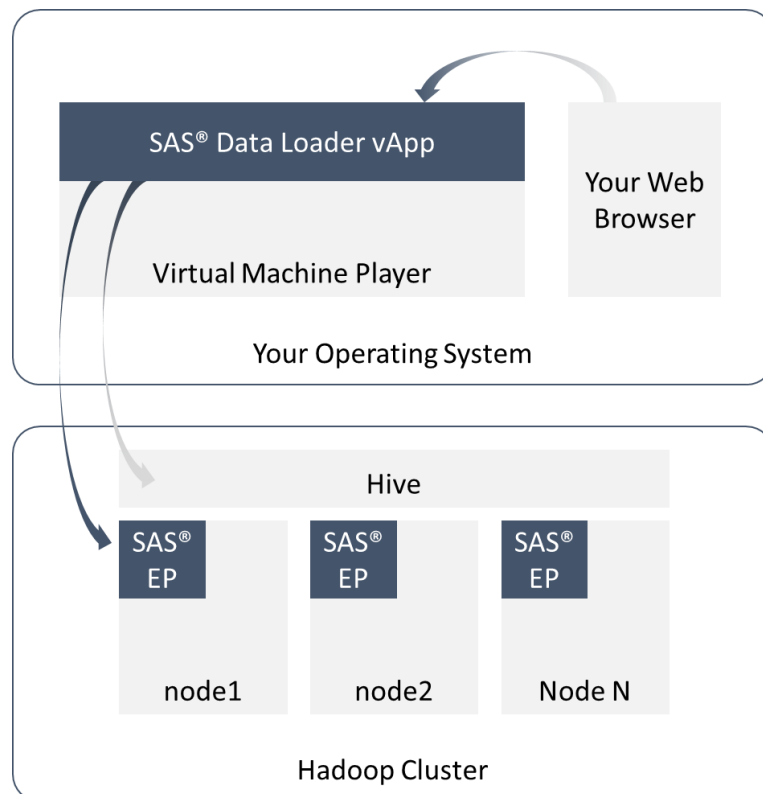 SAS® Data Loader vApp
Your Web
Browser
Virtual Machine Player
Your Operating System
Hive
SAS®
EP
SAS®
EP
SAS®
EP
node1
node2
Node N
Hadoop Cluster